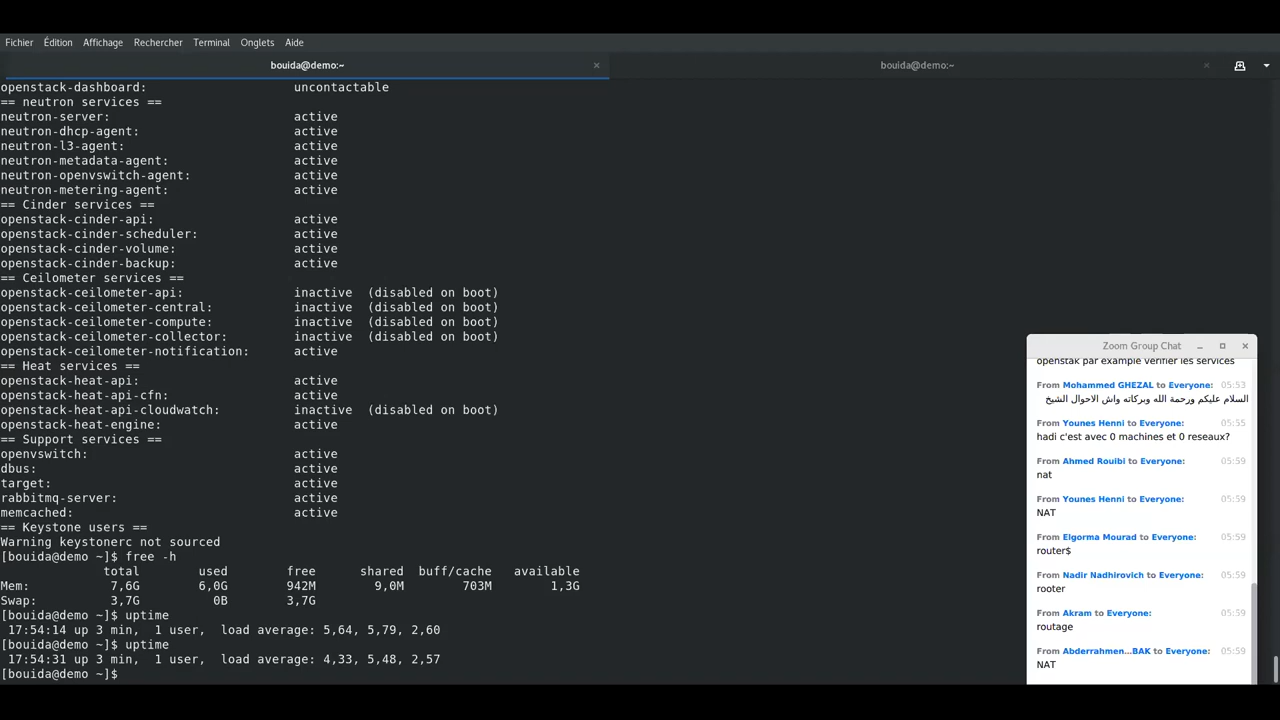 Fichier Édition Affichage Rechercher Terminal Onglets Aide
bouida@demo:~ × bouida@demo:~ ×
openstack-dashboard: uncontactable
== neutron services ==
neutron-server: active
neutron-dhcp-agent: active
neutron-l3-agent: active
neutron-metadata-agent: active
neutron-openvswitch-agent: active
neutron-metering-agent: active
== Cinder services ==
openstack-cinder-api: active
openstack-cinder-scheduler: active
openstack-cinder-volume: active
openstack-cinder-backup: active
== Ceilometer services ==
openstack-ceilometer-api: inactive (disabled on boot)
openstack-ceilometer-central: inactive (disabled on boot)
openstack-ceilometer-compute: inactive (disabled on boot)
openstack-ceilometer-collector: inactive (disabled on boot)
openstack-ceilometer-notification: active
== Heat services ==
openstack-heat-api: active
openstack-heat-api-cfn: active
openstack-heat-api-cloudwatch: inactive (disabled on boot)
openstack-heat-engine: active
== Support services ==
openvswitch: active
dbus: active
target: active
rabbitmq-server: active
memcached: active
== Keystone users ==
Warning keystonerc not sourced
[bouida@demo ~]$ free -h
total used free shared buff/cache available
Mem: 7,6G 6,0G 942M 9,0M 703M 1,3G
Swap: 3,7G 0B 3,7G
[bouida@demo ~]$ uptime
17:54:14 up 3 min, 1 user, load average: 5,64, 5,79, 2,60
[bouida@demo ~]$ uptime
17:54:31 up 3 min, 1 user, load average: 4,33, 5,48, 2,57
[bouida@demo ~]$
Zoom Group Chat
openstak par example verifier les services
From Mohammed GHEZAL to Everyone: 05:53
السلام عليكم ورحمة الله وبركاته واش الاحوال الشيخ
From Younes Henni to Everyone: 05:55
hadi c'est avec 0 machines et 0 reseaux?
From Ahmed Rouibi to Everyone: 05:59
nat
From Younes Henni to Everyone: 05:59
NAT
From Elgorma Mourad to Everyone: 05:59
router$
From Nadir Nadhirovich to Everyone: 05:59
rooter
From Akram to Everyone: 05:59
routage
From Abderrahmen...BAK to Everyone: 05:59
NAT